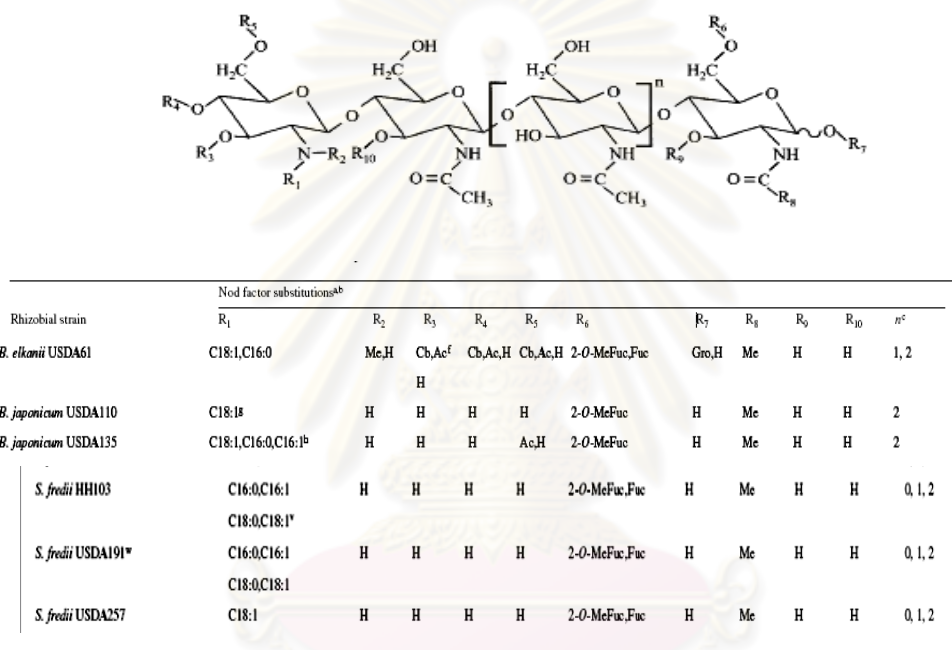 R₅ R₆
O OH OH O
H₂C H₂C H₂C n H₂C
R₄ O O O O O O O O O R₇
O R₃ N R₂ O R₁₀ NH HO NH O R₉ NH
R₁ O=C O=C O=C
CH₃ CH₃ R₈
Nod factor substitutionsᵃ,ᵇ
Rhizobial strain R₁ R₂ R₃ R₄ R₅ R₆ R₇ R₈ R₉ R₁₀ nᶜ
B. elkanii USDA61 C18:1,C16:0 Me,H Cb,Acᶠ Cb,Ac,H Cb,Ac,H 2-O-MeFuc,Fuc Gro,H Me H H 1, 2
H
B. japonicum USDA110 C18:1ᵍ H H H H 2-O-MeFuc H Me H H 2
B. japonicum USDA135 C18:1,C16:0,C16:1ʰ H H H Ac,H 2-O-MeFuc H Me H H 2
S. fredii HH103 C16:0,C16:1 H H H H 2-O-MeFuc,Fuc H Me H H 0, 1, 2
C18:0,C18:1ᵛ
S. fredii USDA191ʷ C16:0,C16:1 H H H H 2-O-MeFuc,Fuc H Me H H 0, 1, 2
C18:0,C18:1
S. fredii USDA257 C18:1 H H H H 2-O-MeFuc,Fuc H Me H H 0, 1, 2